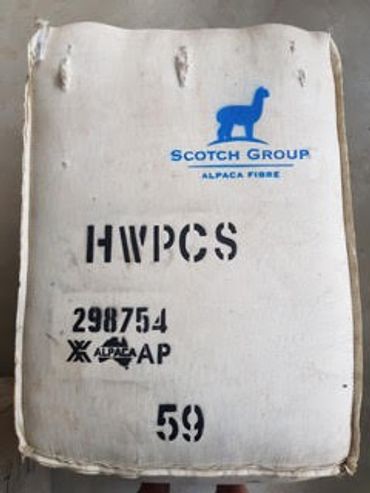 SCOTCH GROUP
ALPACA FIBRE
HWPCS
298754
ALPACA AP
59